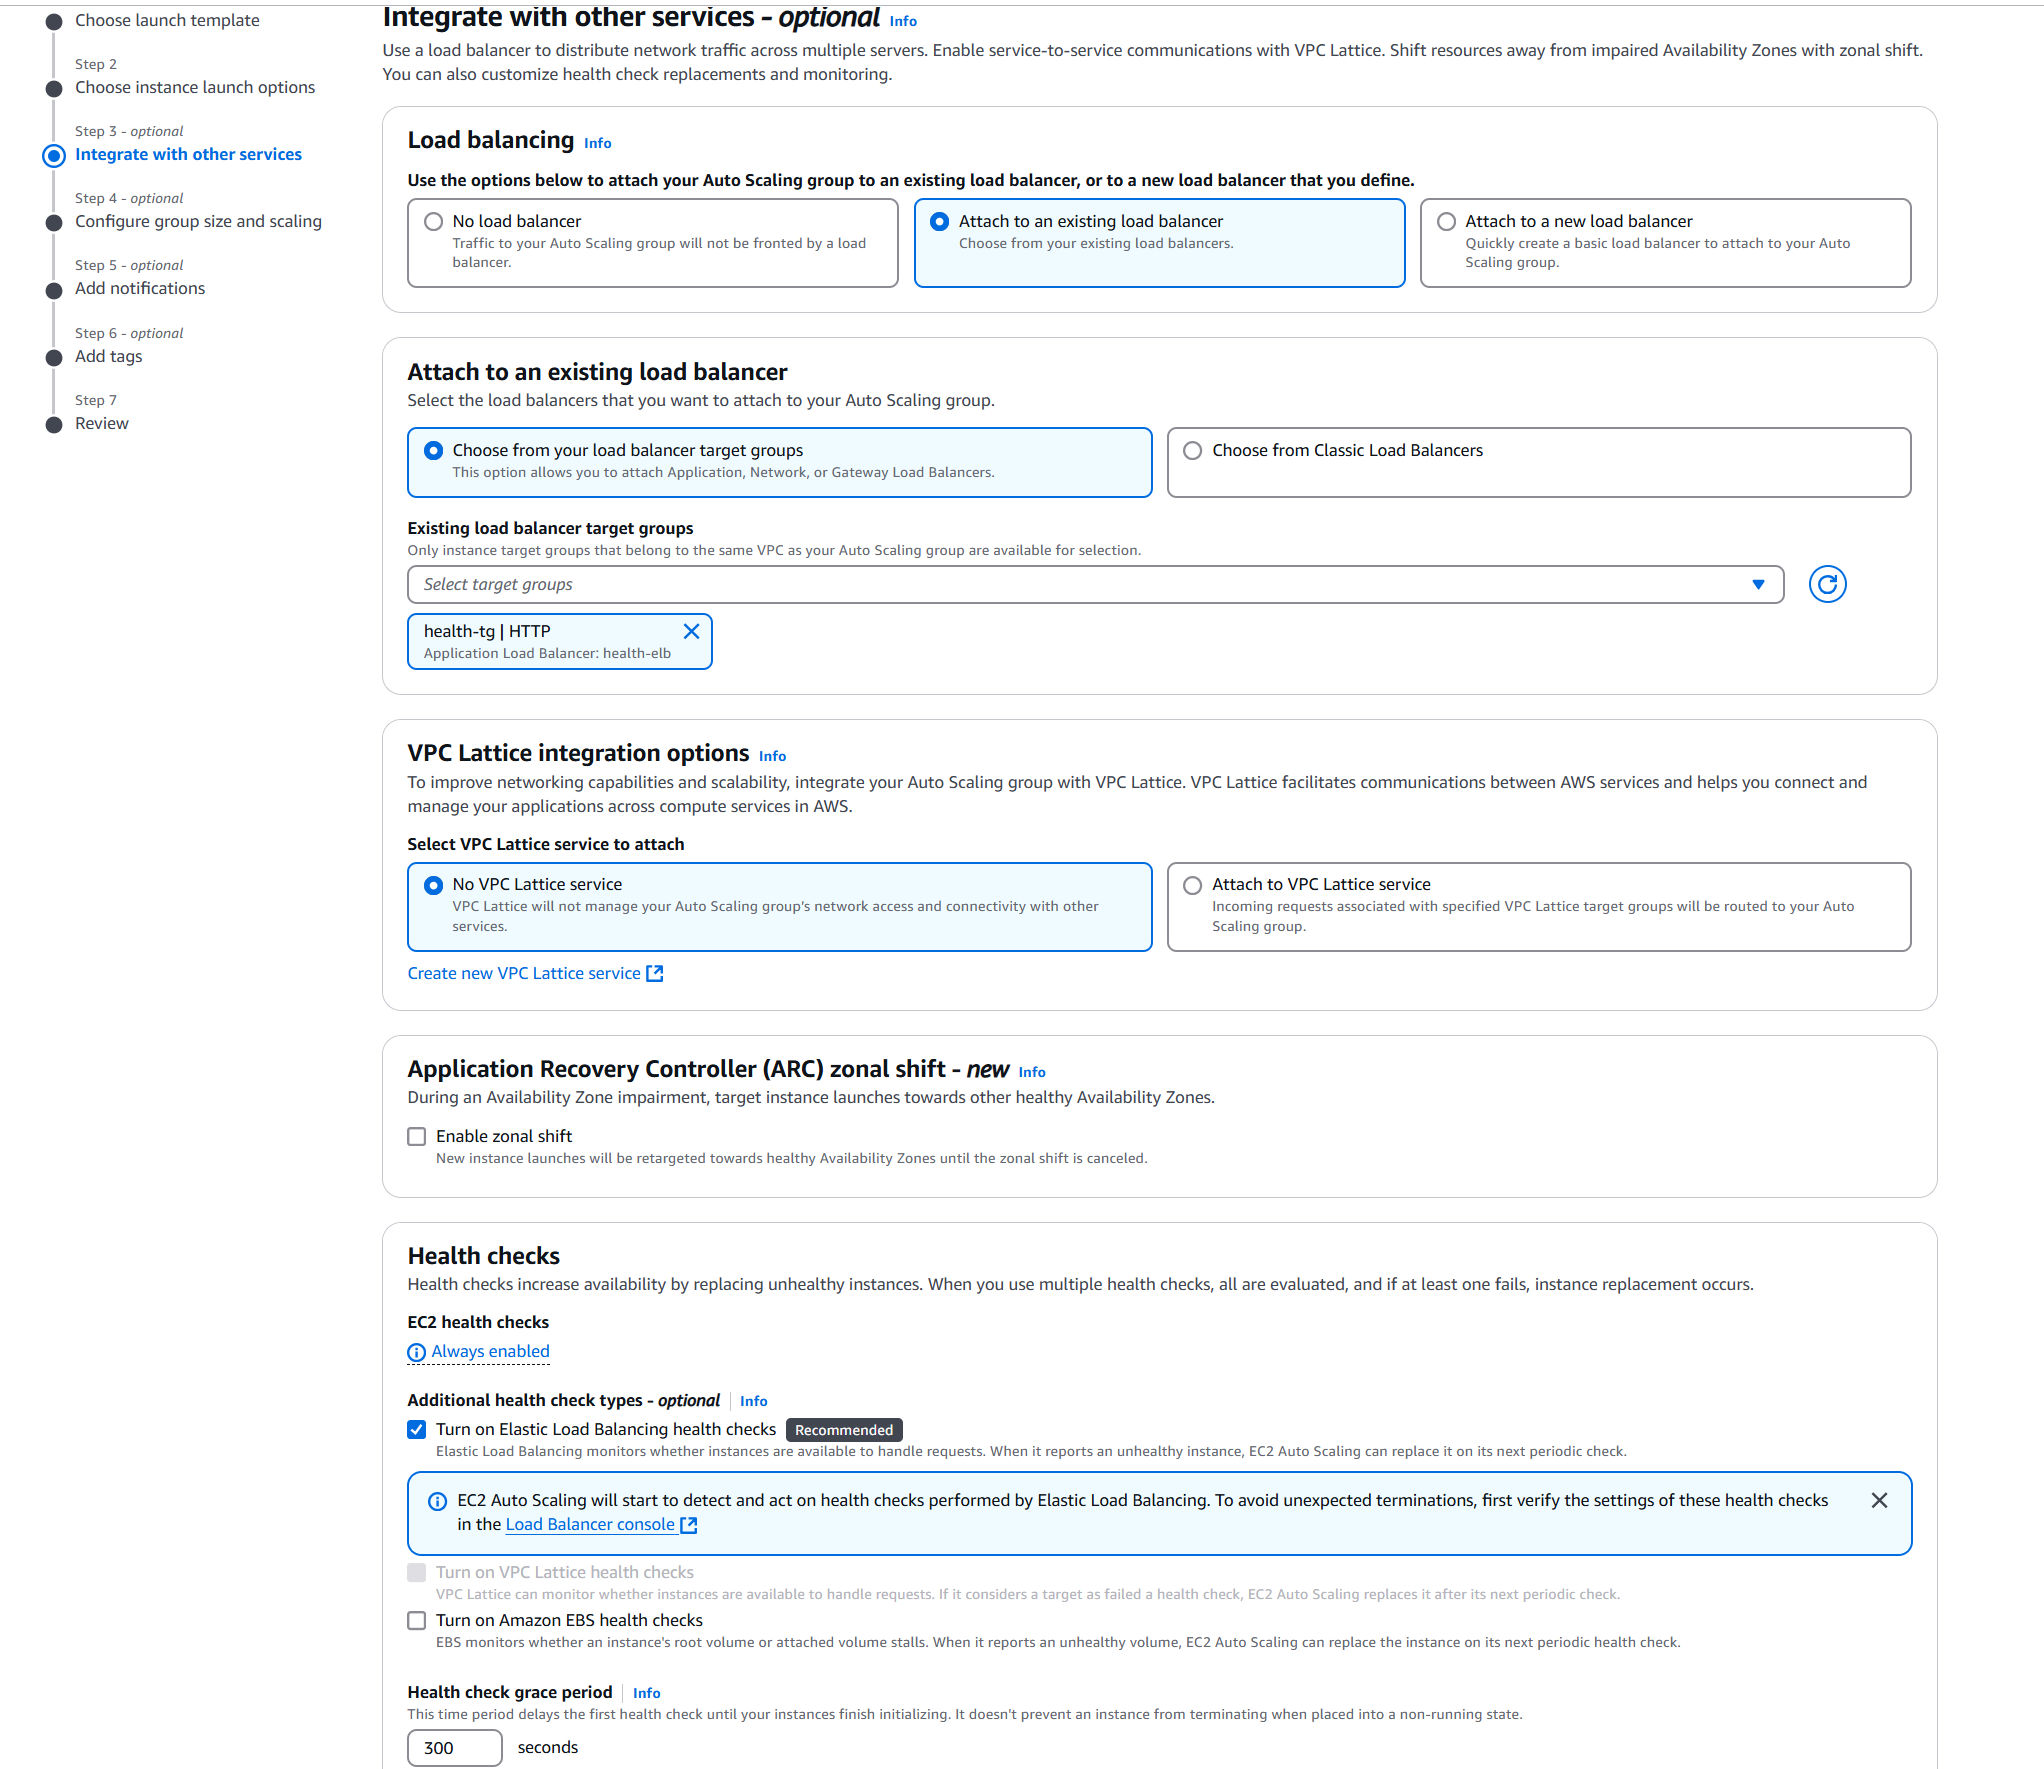 Choose launch template
Step 2
Choose instance launch options
Step 3 - optional
Integrate with other services
Step 4 - optional
Configure group size and scaling
Step 5 - optional
Add notifications
Step 6 - optional
Add tags
Step 7
Review
Integrate with other services - optional Info
Use a load balancer to distribute network traffic across multiple servers. Enable service-to-service communications with VPC Lattice. Shift resources away from impaired Availability Zones with zonal shift.
You can also customize health check replacements and monitoring.
Load balancing Info
Use the options below to attach your Auto Scaling group to an existing load balancer, or to a new load balancer that you define.
No load balancer
Traffic to your Auto Scaling group will not be fronted by a load
balancer.
Attach to an existing load balancer
Choose from your existing load balancers.
Attach to a new load balancer
Quickly create a basic load balancer to attach to your Auto
Scaling group.
Attach to an existing load balancer
Select the load balancers that you want to attach to your Auto Scaling group.
Choose from your load balancer target groups
This option allows you to attach Application, Network, or Gateway Load Balancers.
Choose from Classic Load Balancers
Existing load balancer target groups
Only instance target groups that belong to the same VPC as your Auto Scaling group are available for selection.
Select target groups
health-tg | HTTP
Application Load Balancer: health-elb
VPC Lattice integration options Info
To improve networking capabilities and scalability, integrate your Auto Scaling group with VPC Lattice. VPC Lattice facilitates communications between AWS services and helps you connect and
manage your applications across compute services in AWS.
Select VPC Lattice service to attach
No VPC Lattice service
VPC Lattice will not manage your Auto Scaling group's network access and connectivity with other
services.
Attach to VPC Lattice service
Incoming requests associated with specified VPC Lattice target groups will be routed to your Auto
Scaling group.
Create new VPC Lattice service
Application Recovery Controller (ARC) zonal shift - new Info
During an Availability Zone impairment, target instance launches towards other healthy Availability Zones.
Enable zonal shift
New instance launches will be retargeted towards healthy Availability Zones until the zonal shift is canceled.
Health checks
Health checks increase availability by replacing unhealthy instances. When you use multiple health checks, all are evaluated, and if at least one fails, instance replacement occurs.
EC2 health checks
Always enabled
Additional health check types - optional | Info
Turn on Elastic Load Balancing health checks Recommended
Elastic Load Balancing monitors whether instances are available to handle requests. When it reports an unhealthy instance, EC2 Auto Scaling can replace it on its next periodic check.
EC2 Auto Scaling will start to detect and act on health checks performed by Elastic Load Balancing. To avoid unexpected terminations, first verify the settings of these health checks
in the Load Balancer console
Turn on VPC Lattice health checks
VPC Lattice can monitor whether instances are available to handle requests. If it considers a target as failed a health check, EC2 Auto Scaling replaces it after its next periodic check.
Turn on Amazon EBS health checks
EBS monitors whether an instance's root volume or attached volume stalls. When it reports an unhealthy volume, EC2 Auto Scaling can replace the instance on its next periodic health check.
Health check grace period | Info
This time period delays the first health check until your instances finish initializing. It doesn't prevent an instance from terminating when placed into a non-running state.
300 seconds